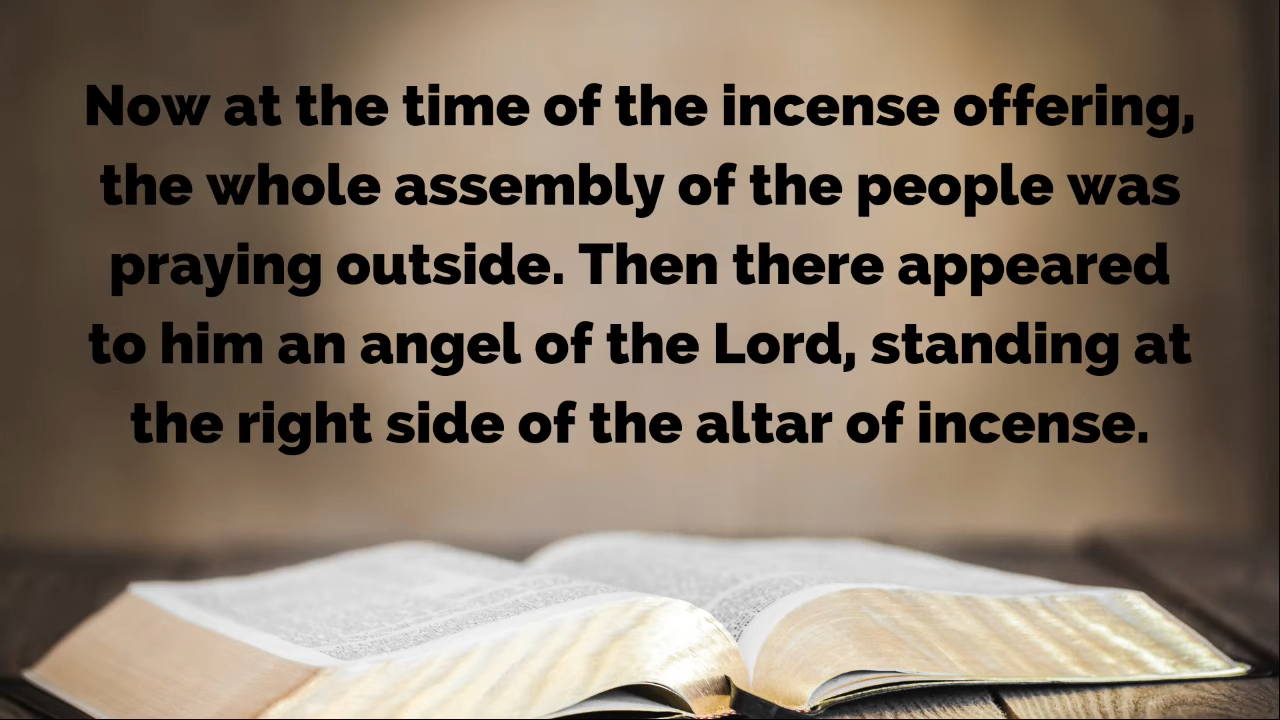 Now at the time of the incense offering,
the whole assembly of the people was
praying outside. Then there appeared
to him an angel of the Lord, standing at
the right side of the altar of incense.